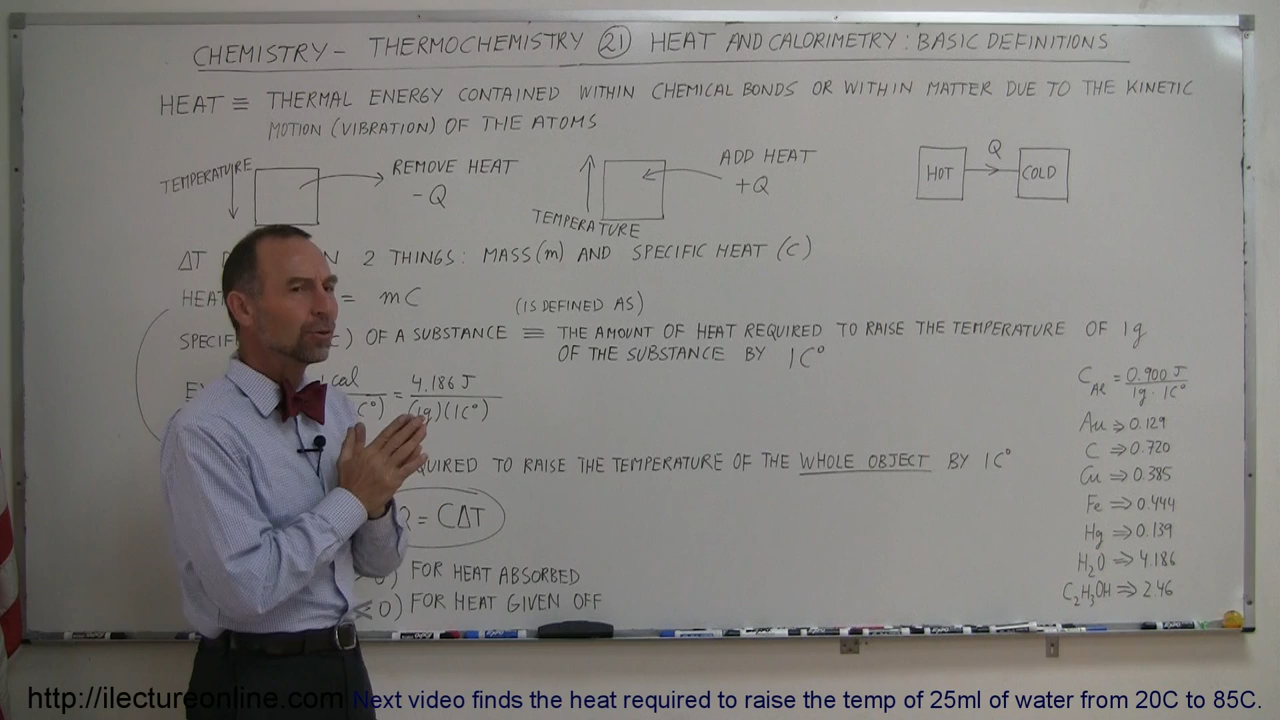 CHEMISTRY - THERMOCHEMISTRY 21 HEAT AND CALORIMETRY: BASIC DEFINITIONS
HEAT ≡ THERMAL ENERGY CONTAINED WITHIN CHEMICAL BONDS OR WITHIN MATTER DUE TO THE KINETIC
MOTION (VIBRATION) OF THE ATOMS
TEMPERATURE REMOVE HEAT
-Q
ADD HEAT
+Q
TEMPERATURE
Q
HOT COLD
ΔT 2 THINGS: MASS (m) AND SPECIFIC HEAT (C)
HEAT = mC (IS DEFINED AS)
SPECIF ) OF A SUBSTANCE ≡ THE AMOUNT OF HEAT REQUIRED TO RAISE THE TEMPERATURE OF 1g
OF THE SUBSTANCE BY 1C°
cal / C°) = 4.186 J / (1g)(1C°)
QUIRED TO RAISE THE TEMPERATURE OF THE WHOLE OBJECT BY 1C°
= CΔT
FOR HEAT ABSORBED
0) FOR HEAT GIVEN OFF
C Al = 0.900 J / 1g · 1C°
Au ⇒ 0.129
C ⇒ 0.720
Cu ⇒ 0.385
Fe ⇒ 0.444
Hg ⇒ 0.139
H2O ⇒ 4.186
C2H3OH ⇒ 2.46
http://ilectureonline.com Next video finds the heat required to raise the temp of 25ml of water from 20C to 85C.